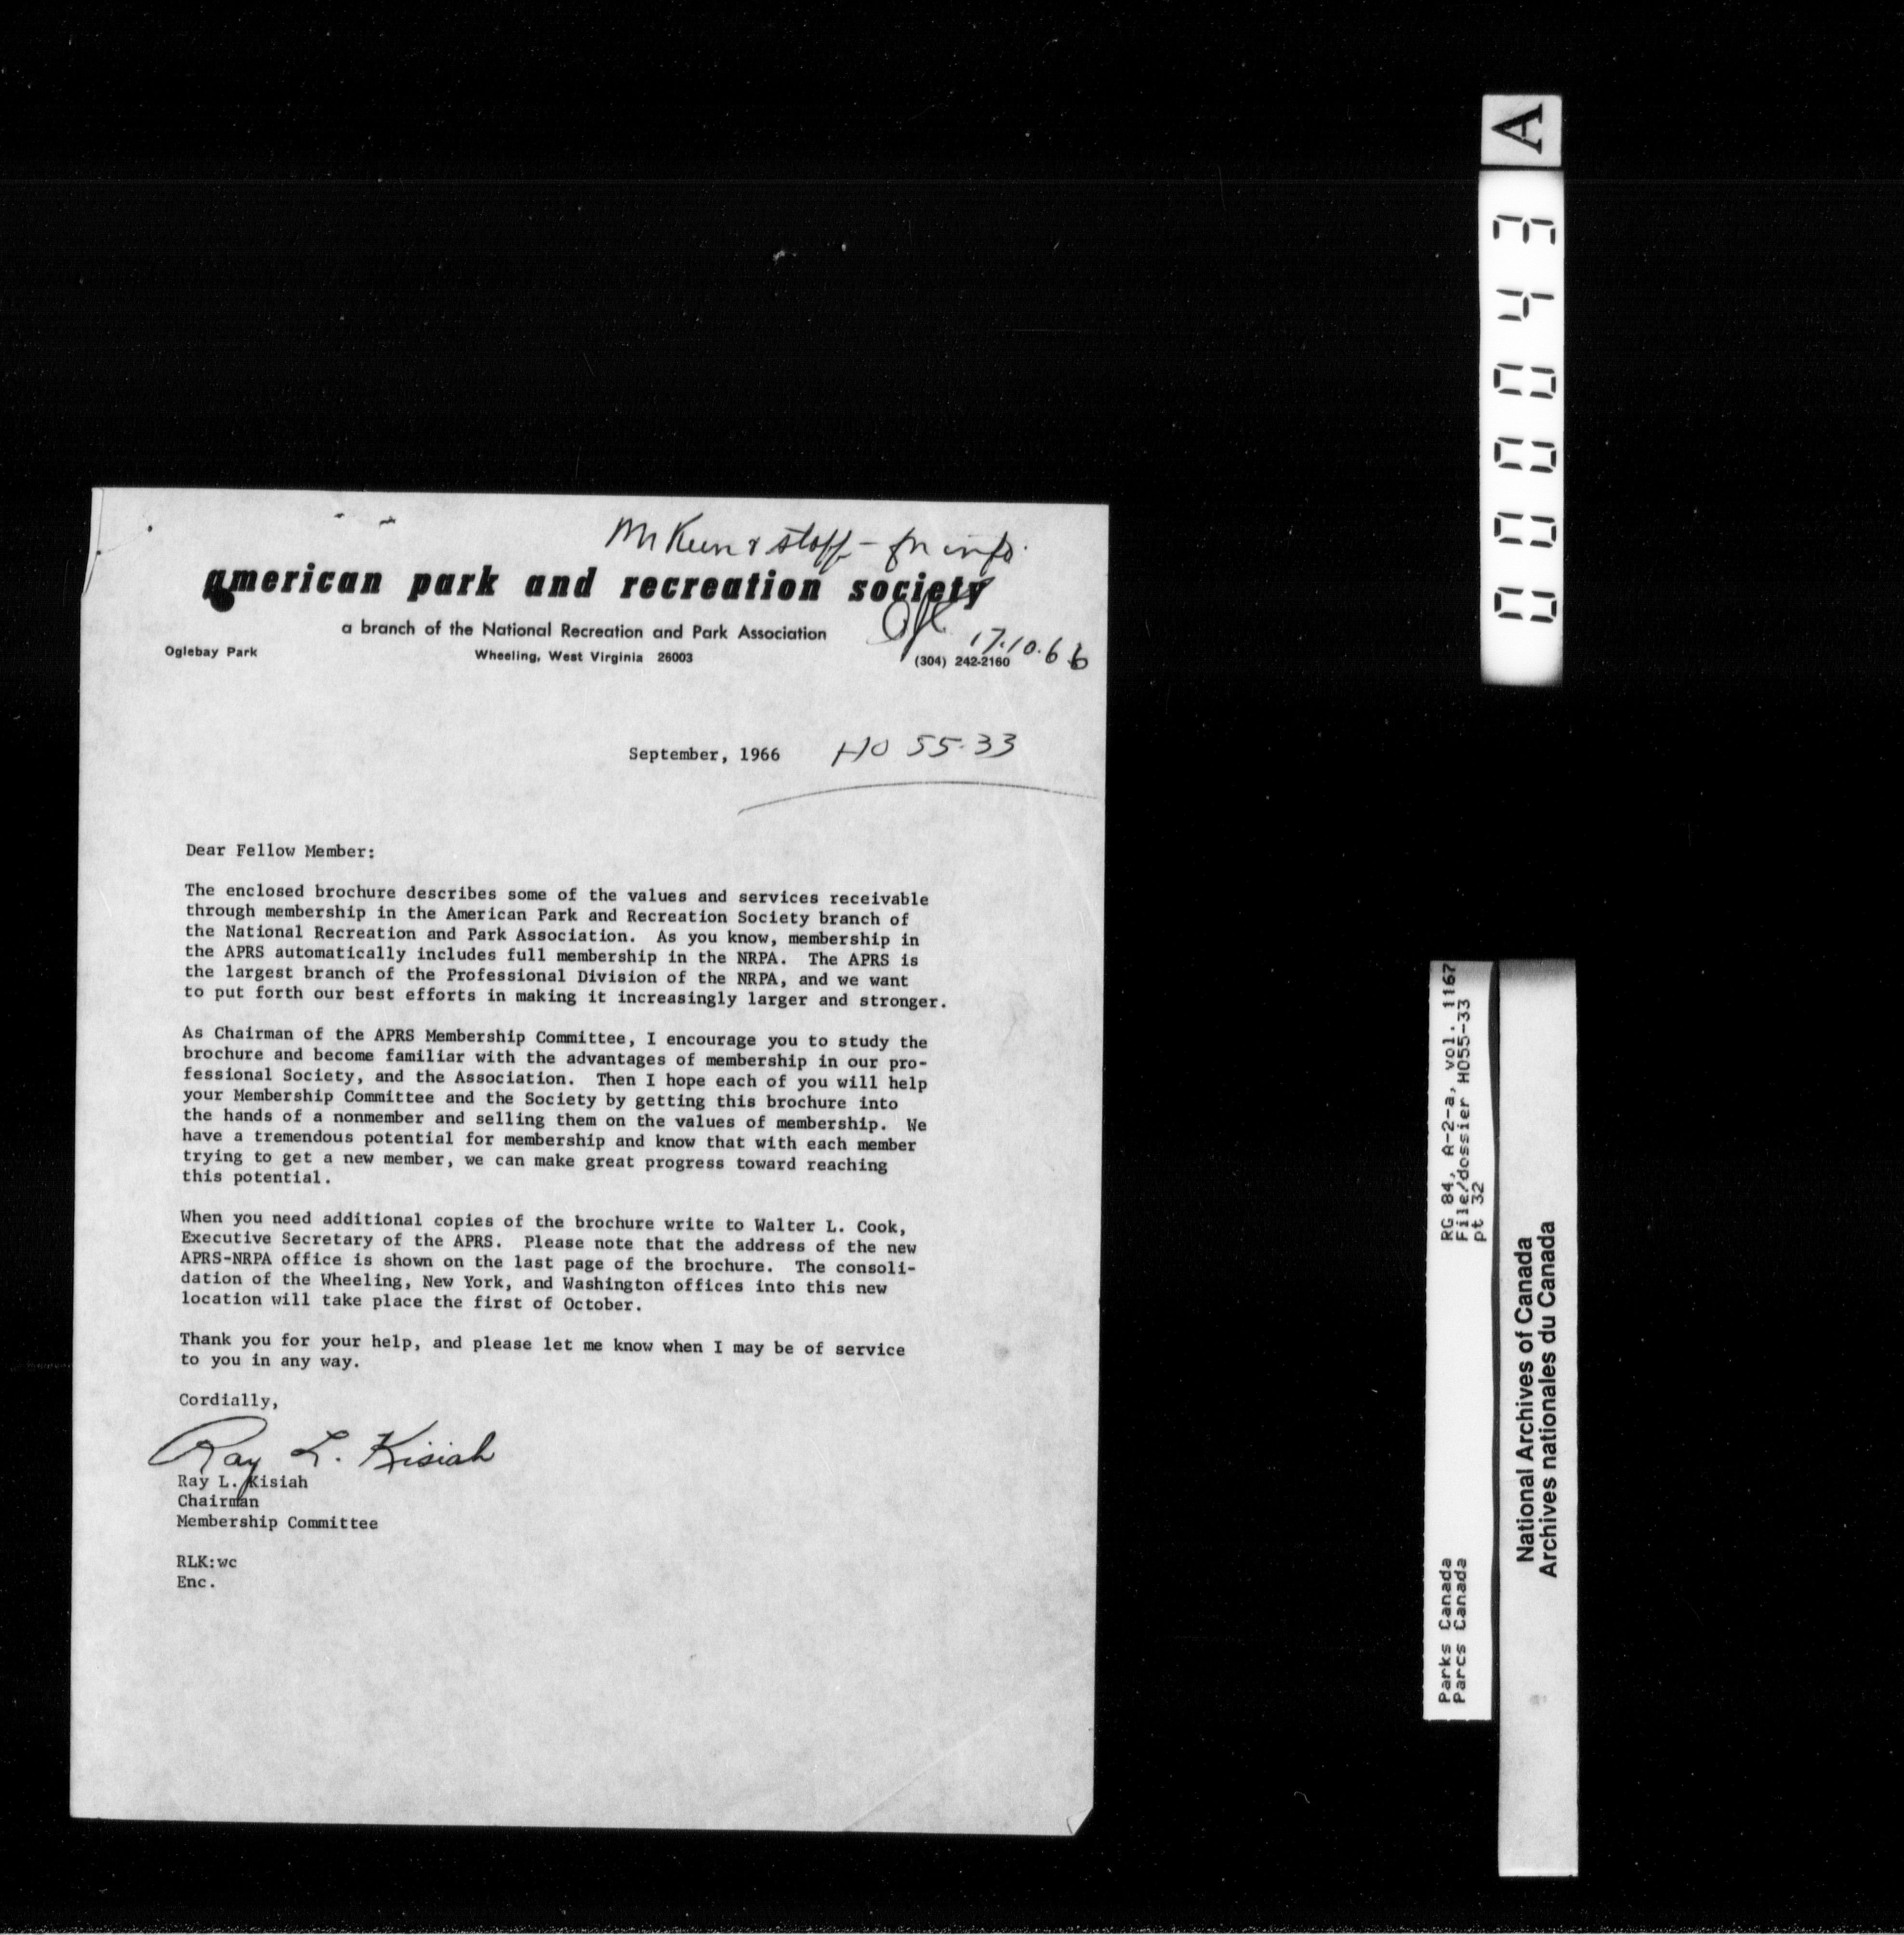 staff - for info.
american park and recreation society
a branch of the National Recreation and Park Association
Oglebay Park
Wheeling, West Virginia 26003
(304) 242-2160
17.10.66
September, 1966
HO 55-33
Dear Fellow Member:
The enclosed brochure describes some of the values and services receivable
through membership in the American Park and Recreation Society branch of
the National Recreation and Park Association. As you know, membership in
the APRS automatically includes full membership in the NRPA. The APRS is
the largest branch of the Professional Division of the NRPA, and we want
to put forth our best efforts in making it increasingly larger and stronger.
As Chairman of the APRS Membership Committee, I encourage you to study the
brochure and become familiar with the advantages of membership in our pro-
fessional Society, and the Association. Then I hope each of you will help
your Membership Committee and the Society by getting this brochure into
the hands of a nonmember and selling them on the values of membership. We
have a tremendous potential for membership and know that with each member
trying to get a new member, we can make great progress toward reaching
this potential.
When you need additional copies of the brochure write to Walter L. Cook,
Executive Secretary of the APRS. Please note that the address of the new
APRS-NRPA office is shown on the last page of the brochure. The consoli-
dation of the Wheeling, New York, and Washington offices into this new
location will take place the first of October.
Thank you for your help, and please let me know when I may be of service
to you in any way.
Cordially,
Ray L. Kisiah
Ray L. Kisiah
Chairman
Membership Committee
RLK:wc
Enc.
A
000043
RG 84, A-2-a, vol. 1167
File/dossier HO55-33
pt 32
Parks Canada
Parcs Canada
National Archives of Canada
Archives nationales du Canada